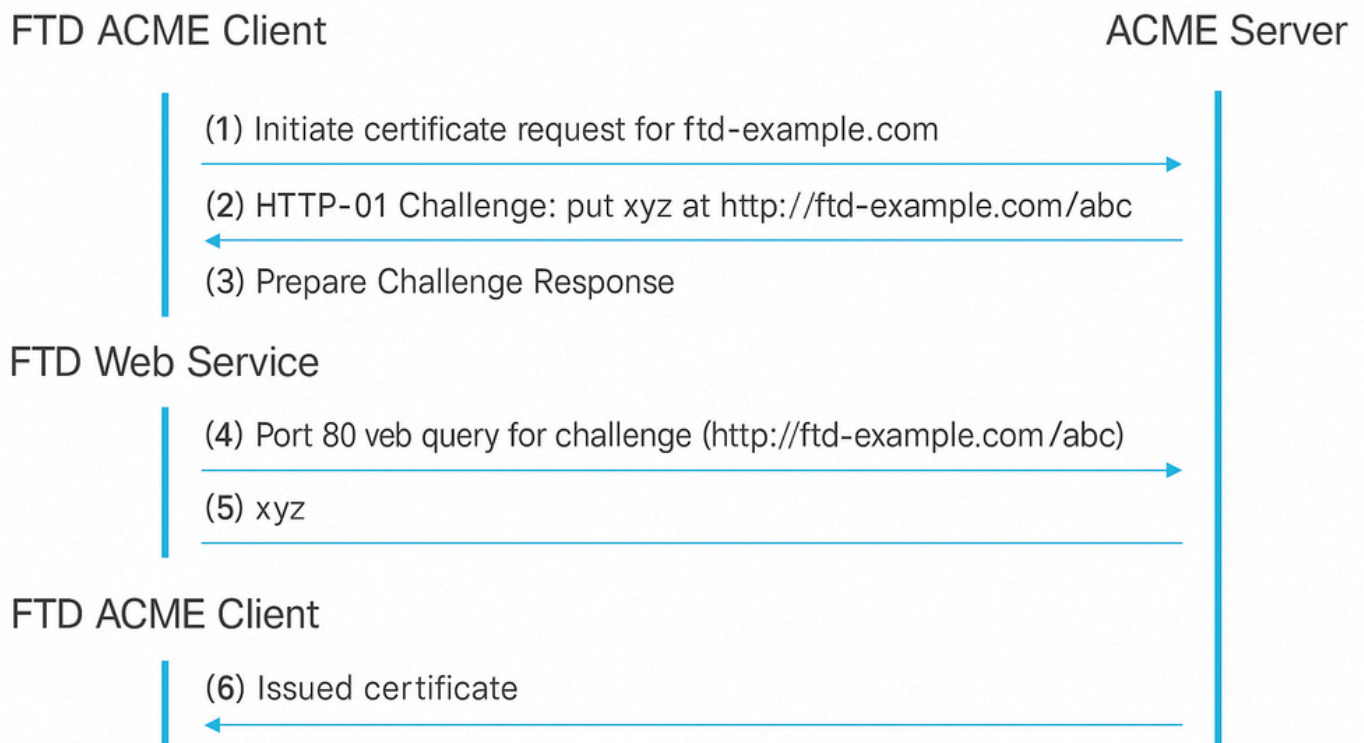 FTD ACME Client
ACME Server
(1) Initiate certificate request for ftd-example.com
(2) HTTP-01 Challenge: put xyz at http://ftd-example.com/abc
(3) Prepare Challenge Response
FTD Web Service
(4) Port 80 veb query for challenge (http://ftd-example.com/abc)
(5) xyz
FTD ACME Client
(6) Issued certificate